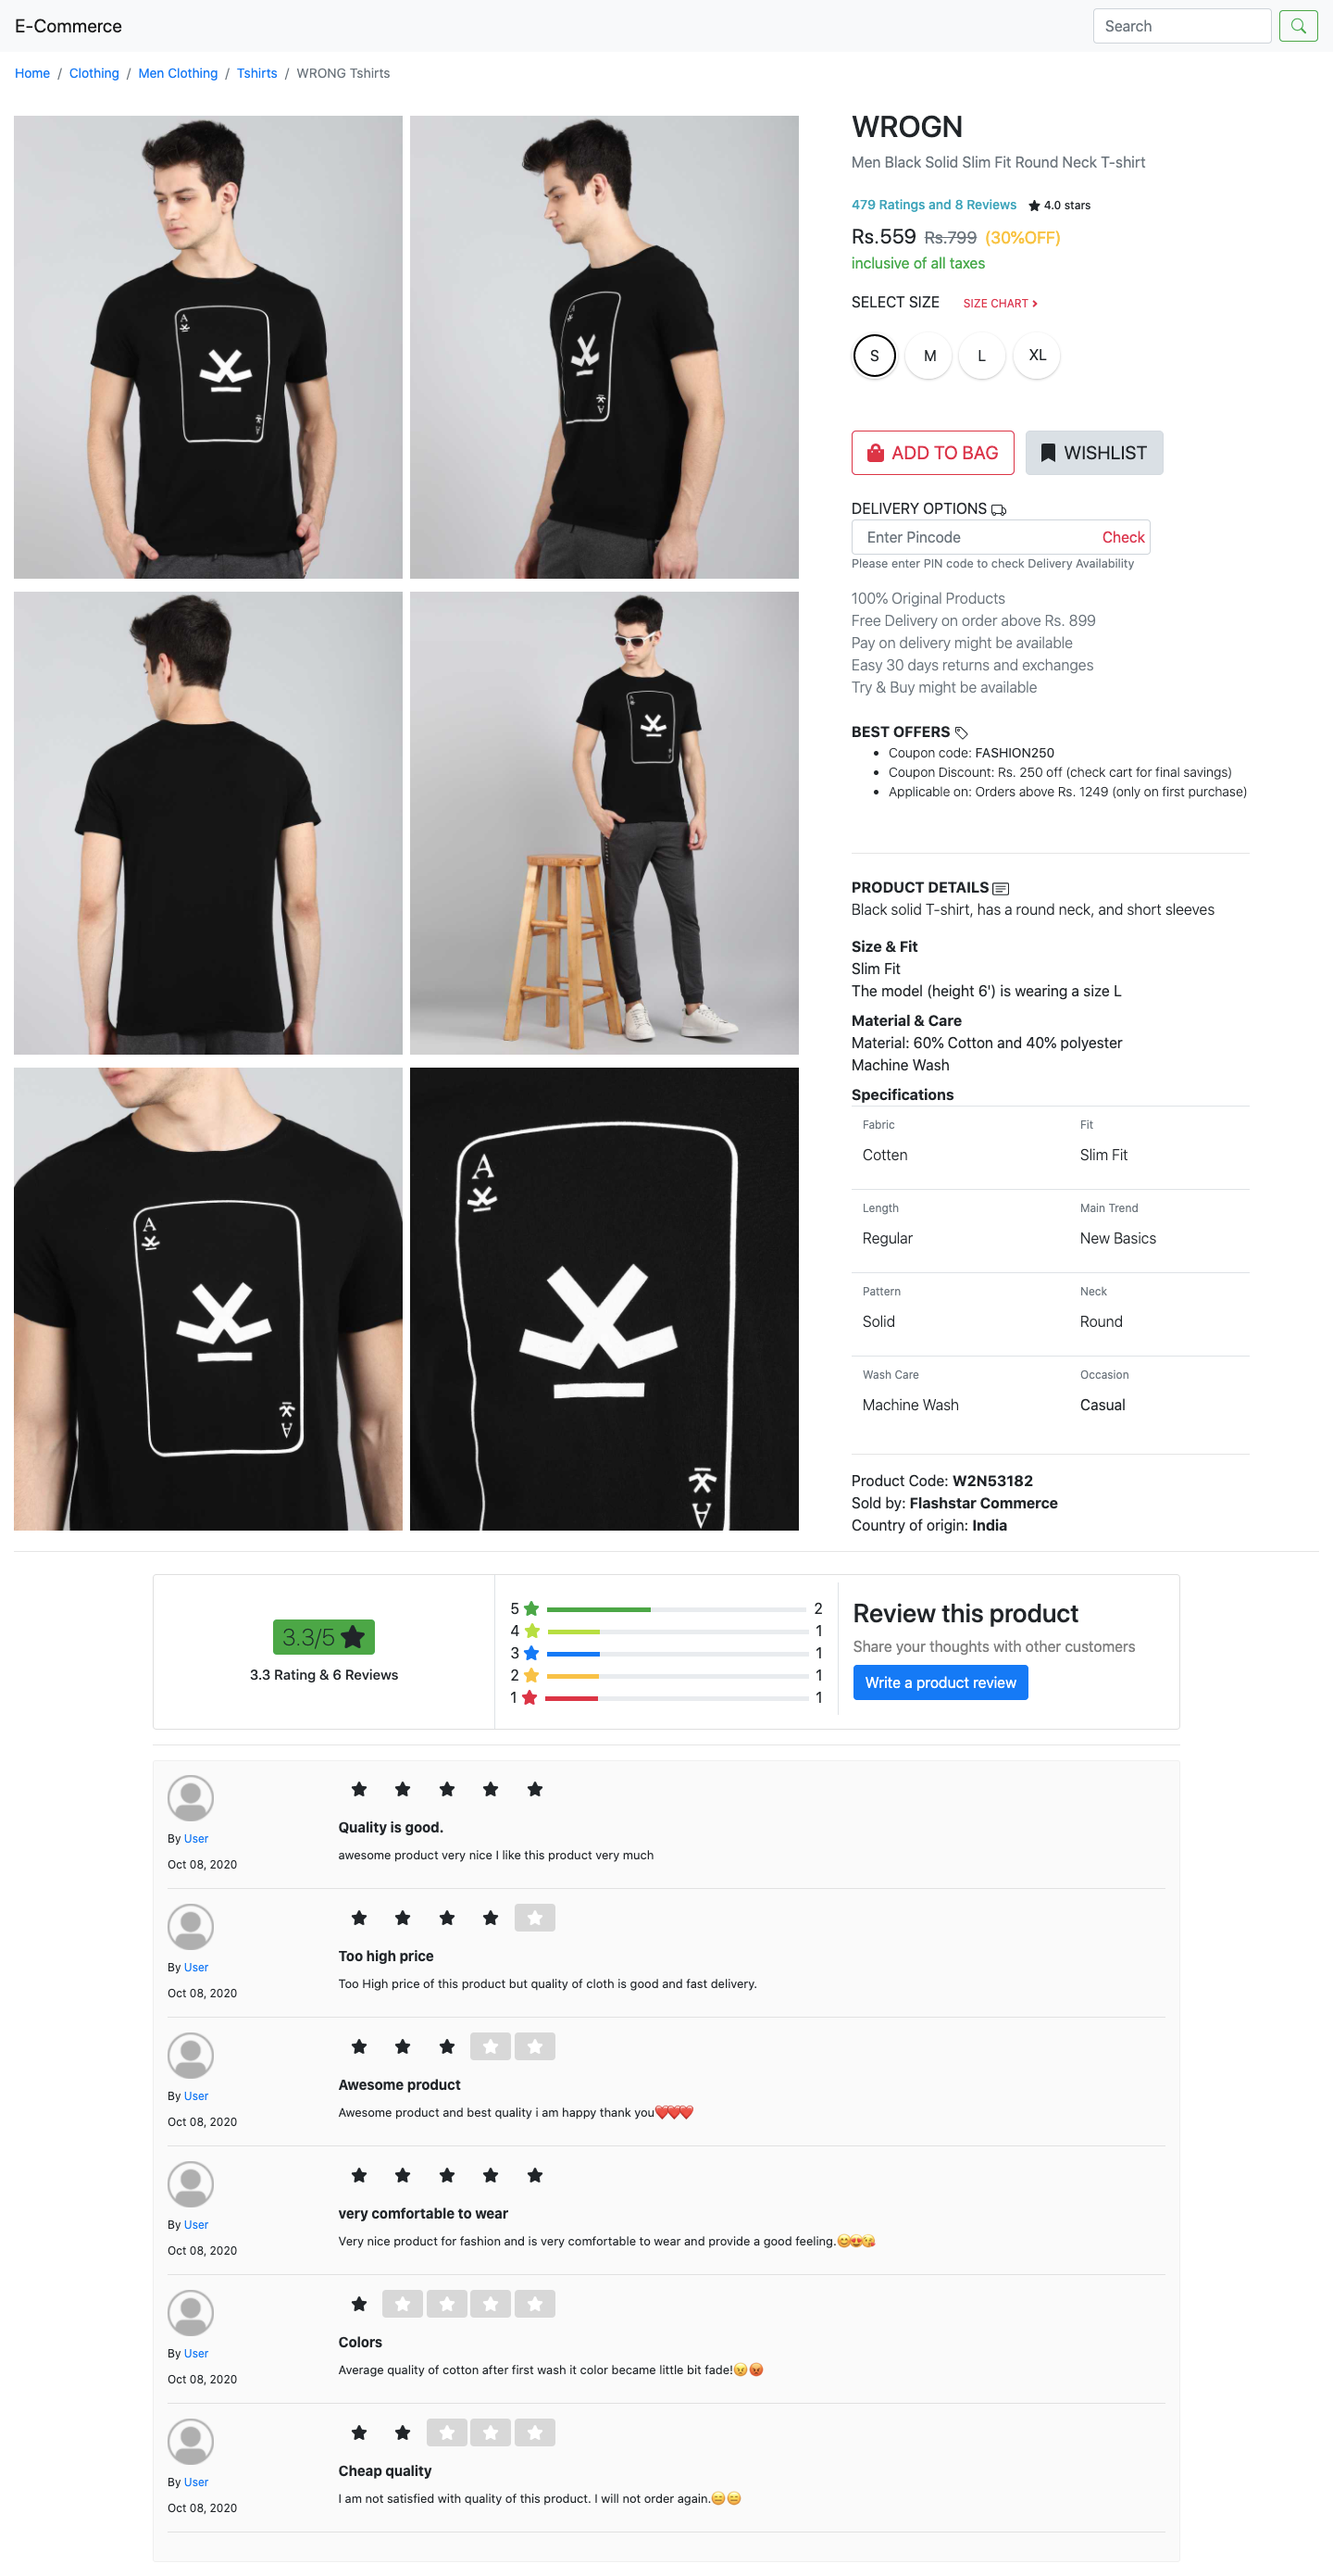 E-Commerce
Search
Home / Clothing / Men Clothing / Tshirts / WRONG Tshirts
WROGN
Men Black Solid Slim Fit Round Neck T-shirt
479 Ratings and 8 Reviews ★ 4.0 stars
Rs.559 Rs.799 (30%OFF)
inclusive of all taxes
SELECT SIZE SIZE CHART
S M L XL
ADD TO BAG WISHLIST
DELIVERY OPTIONS
Enter Pincode Check
Please enter PIN code to check Delivery Availability
100% Original Products
Free Delivery on order above Rs. 899
Pay on delivery might be available
Easy 30 days returns and exchanges
Try & Buy might be available
BEST OFFERS
• Coupon code: FASHION250
• Coupon Discount: Rs. 250 off (check cart for final savings)
• Applicable on: Orders above Rs. 1249 (only on first purchase)
PRODUCT DETAILS
Black solid T-shirt, has a round neck, and short sleeves
Size & Fit
Slim Fit
The model (height 6') is wearing a size L
Material & Care
Material: 60% Cotton and 40% polyester
Machine Wash
Specifications
Fabric Fit
Cotten Slim Fit
Length Main Trend
Regular New Basics
Pattern Neck
Solid Round
Wash Care Occasion
Machine Wash Casual
Product Code: W2N53182
Sold by: Flashstar Commerce
Country of origin: India
A
A
A
A
A
A
A
A
3.3/5 ★
3.3 Rating & 6 Reviews
5 ★ 2
4 ★ 1
3 ★ 1
2 ★ 1
1 ★ 1
Review this product
Share your thoughts with other customers
Write a product review
By User
Oct 08, 2020
Quality is good.
awesome product very nice I like this product very much
By User
Oct 08, 2020
Too high price
Too High price of this product but quality of cloth is good and fast delivery.
By User
Oct 08, 2020
Awesome product
Awesome product and best quality i am happy thank you❤️❤️❤️
By User
Oct 08, 2020
very comfortable to wear
Very nice product for fashion and is very comfortable to wear and provide a good feeling.😊😍😘
By User
Oct 08, 2020
Colors
Average quality of cotton after first wash it color became little bit fade!😠😡
By User
Oct 08, 2020
Cheap quality
I am not satisfied with quality of this product. I will not order again.😑😑